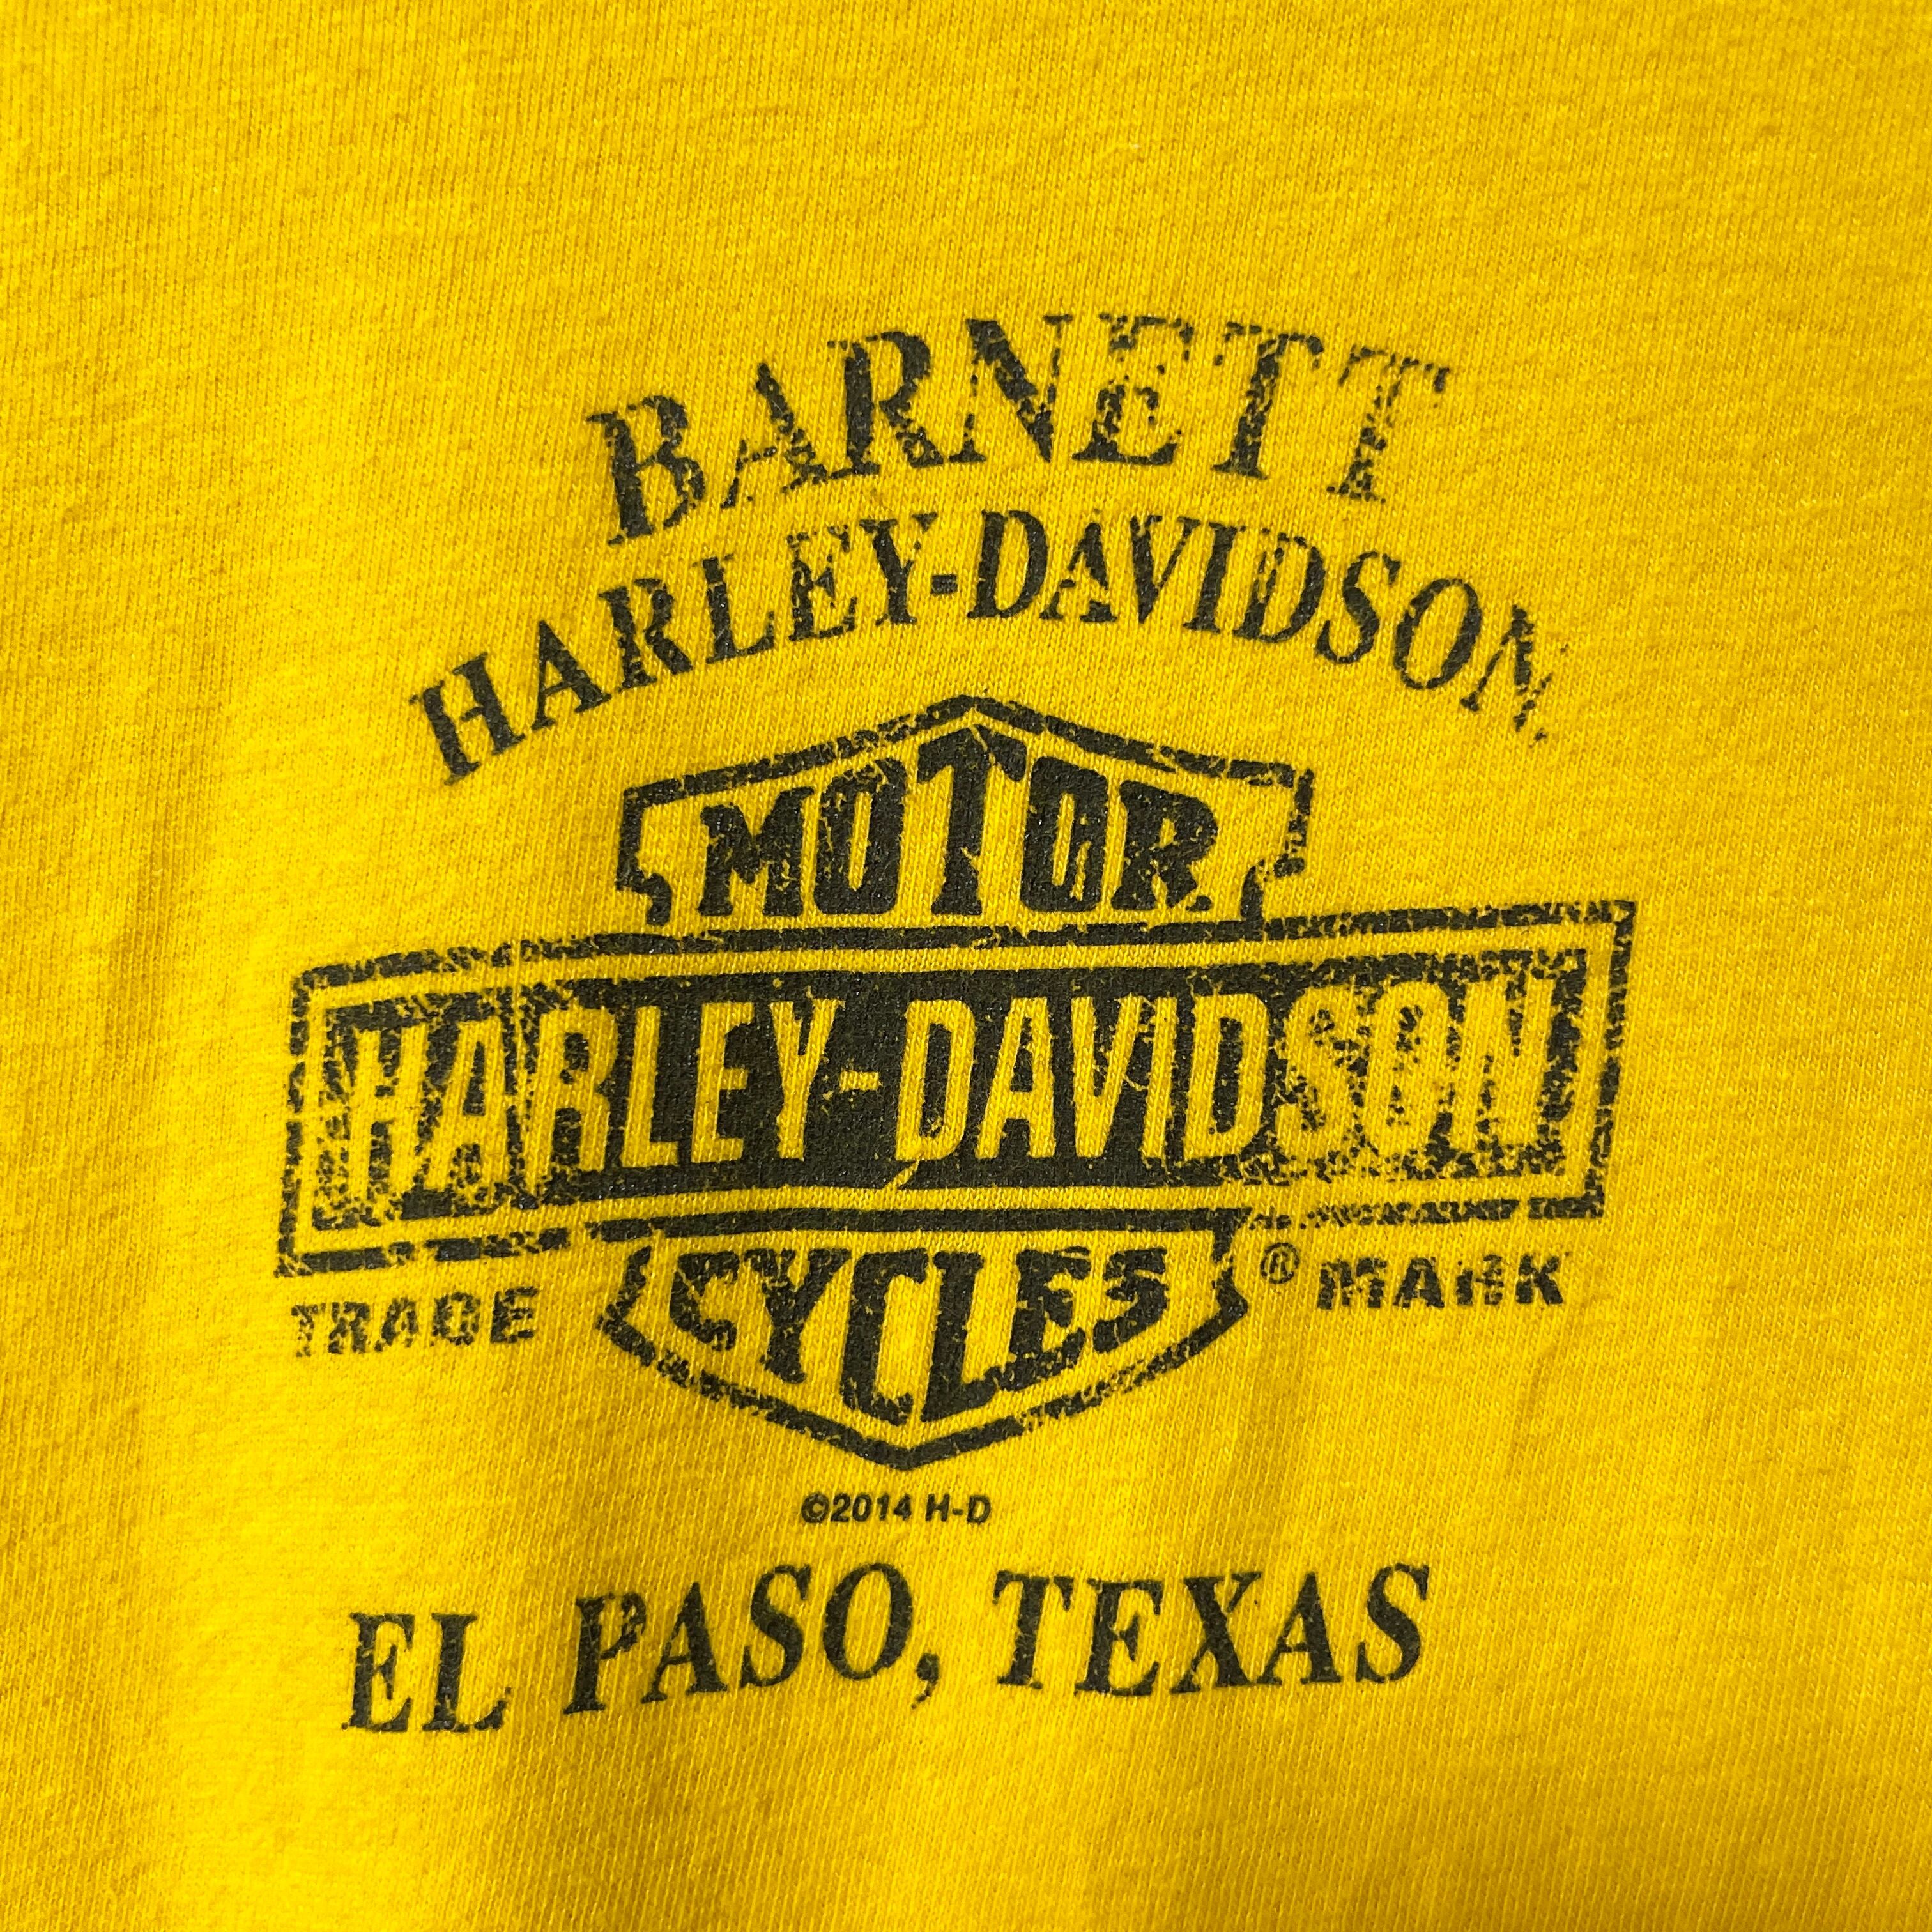 BARNETT
HARLEY-DAVIDSON.
MOTOR
HARLEY-DAVIDSON
CYCLES
TRADE ® MARK
©2014 H-D
EL PASO, TEXAS